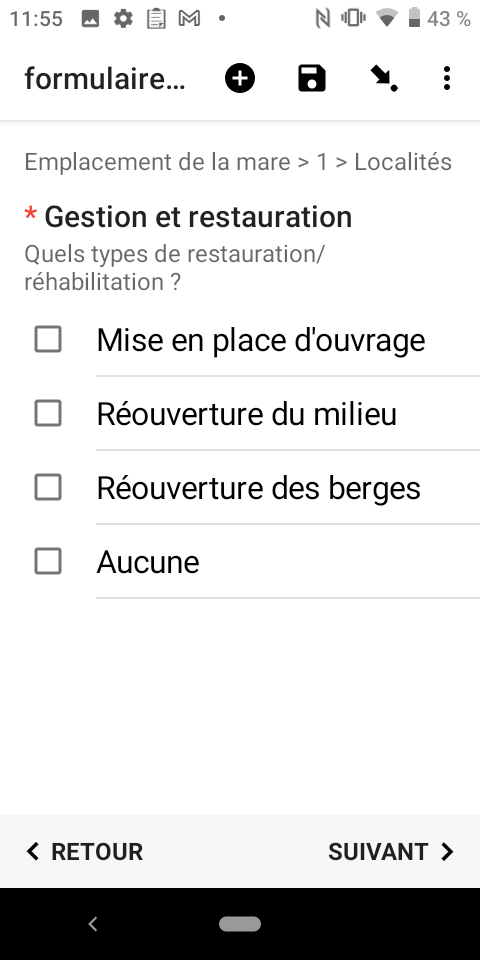 11:55
43 %
formulaire…
Emplacement de la mare > 1 > Localités
* Gestion et restauration
Quels types de restauration/
réhabilitation ?
Mise en place d'ouvrage
Réouverture du milieu
Réouverture des berges
Aucune
RETOUR
SUIVANT